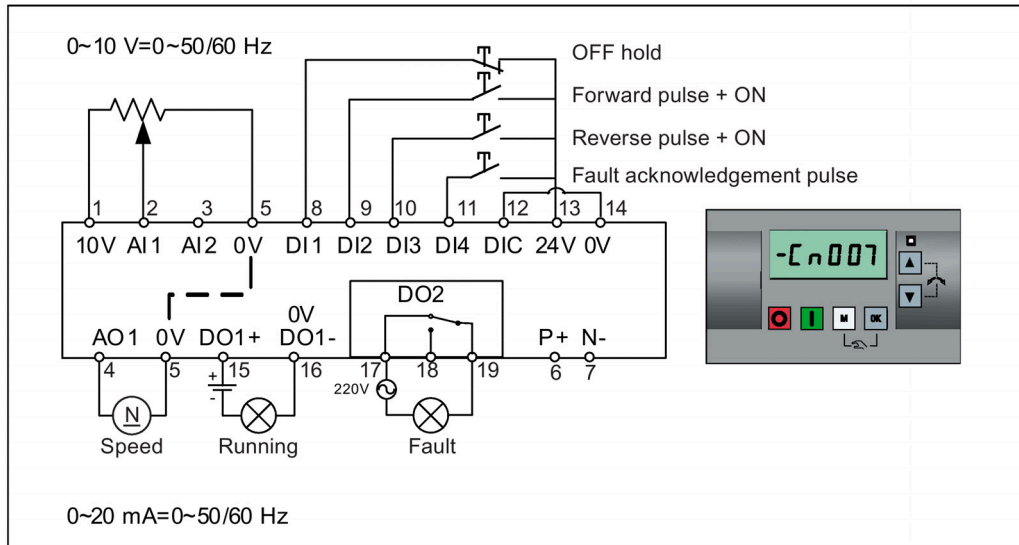 0~10 V=0~50/60 Hz
OFF hold
Forward pulse + ON
Reverse pulse + ON
Fault acknowledgement pulse
1 2 3 5 8 9 10 11 12 13 14
10V AI1 AI2 0V DI1 DI2 DI3 DI4 DIC 24V 0V
-Cn007
DO2
0V
AO1 0V DO1+ DO1- P+ N-
4 5 15 16 17 18 19 6 7
+
-
220V
N
M OK
Speed Running Fault
0~20 mA=0~50/60 Hz